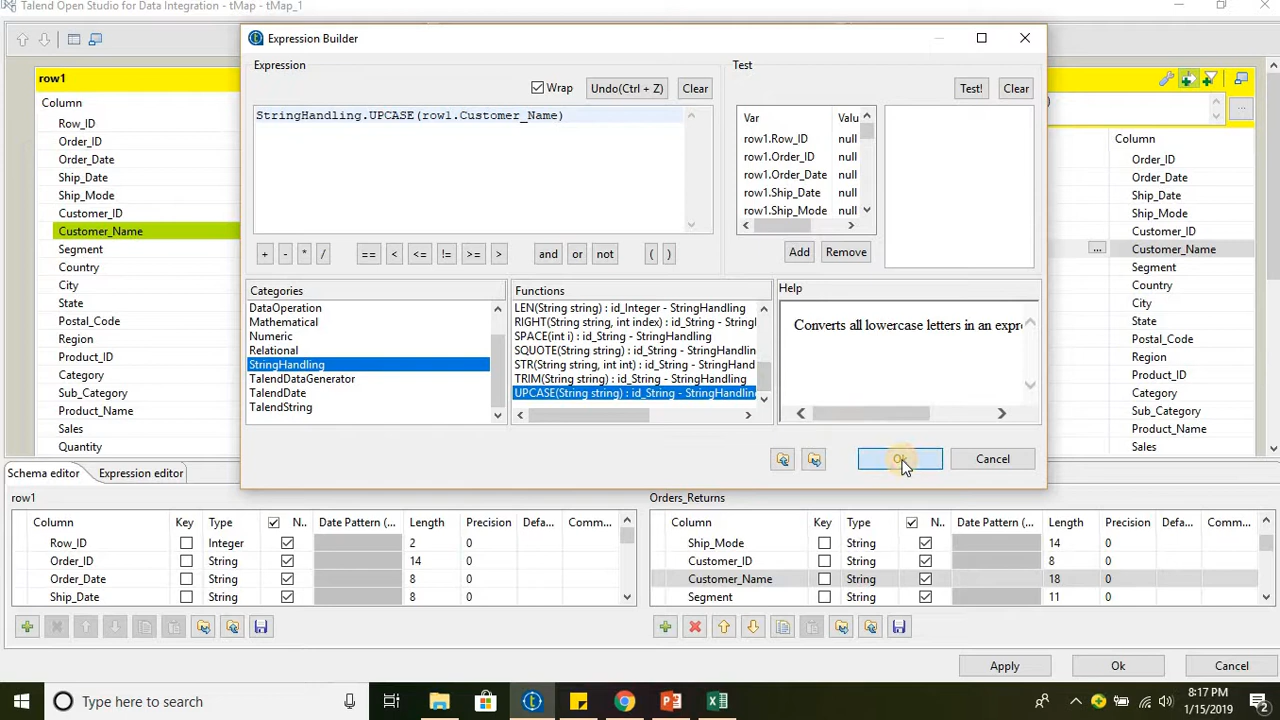 Talend Open Studio for Data Integration - tMap - tMap_1
Expression Builder
Expression
Wrap
Undo(Ctrl + Z)
Clear
StringHandling.UPCASE(row1.Customer_Name)
+ - * / == < <= != >= > and or not ( )
Test
Test!
Clear
Var
row1.Row_ID null
row1.Order_ID null
row1.Order_Date null
row1.Ship_Date null
row1.Ship_Mode null
Add
Remove
Categories
DataOperation
Mathematical
Numeric
Relational
StringHandling
TalendDataGenerator
TalendDate
TalendString
Functions
LEN(String string) : id_Integer - StringHandling
RIGHT(String string, int index) : id_String - StringH
SPACE(int i) : id_String - StringHandling
SQUOTE(String string) : id_String - StringHandlin
STR(String string, int int) : id_String - StringHand
TRIM(String string) : id_String - StringHandling
UPCASE(String string) : id_String - StringHandlin
Help
Converts all lowercase letters in an expr
Cancel
row1
Column
Row_ID
Order_ID
Order_Date
Ship_Date
Ship_Mode
Customer_ID
Customer_Name
Segment
Country
City
State
Postal_Code
Region
Product_ID
Category
Sub_Category
Product_Name
Sales
Quantity
...
...
Column
Order_ID
Order_Date
Ship_Date
Ship_Mode
Customer_ID
Customer_Name
Segment
Country
City
State
Postal_Code
Region
Product_ID
Category
Sub_Category
Product_Name
Sales
Schema editor
Expression editor
row1
Column Key Type N.. Date Pattern (... Length Precision Defa... Comm...
Row_ID Integer 2 0
Order_ID String 14 0
Order_Date String 8 0
Ship_Date String 8 0
Orders_Returns
Column Key Type N.. Date Pattern (... Length Precision Defa... Comm...
Ship_Mode String 14 0
Customer_ID String 8 0
Customer_Name String 18 0
Segment String 11 0
Apply
Ok
Cancel
Type here to search
8:17 PM
1/15/2019
2